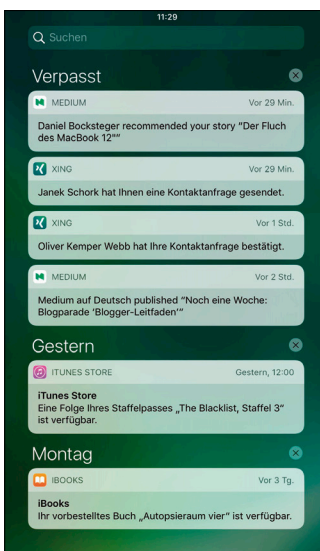 11:29
Suchen
Verpasst
MEDIUM Vor 29 Min.
Daniel Bocksteger recommended your story "Der Fluch
des MacBook 12""
XING Vor 29 Min.
Janek Schork hat Ihnen eine Kontaktanfrage gesendet.
XING Vor 1 Std.
Oliver Kemper Webb hat Ihre Kontaktanfrage bestätigt.
MEDIUM Vor 2 Std.
Medium auf Deutsch published “Noch eine Woche:
Blogparade ‘Blogger-Leitfaden’”
Gestern
ITUNES STORE Gestern, 12:00
iTunes Store
Eine Folge Ihres Staffelpasses „The Blacklist, Staffel 3“
ist verfügbar.
Montag
IBOOKS Vor 3 Tg.
iBooks
Ihr vorbestelltes Buch „Autopsieraum vier“ ist verfügbar.